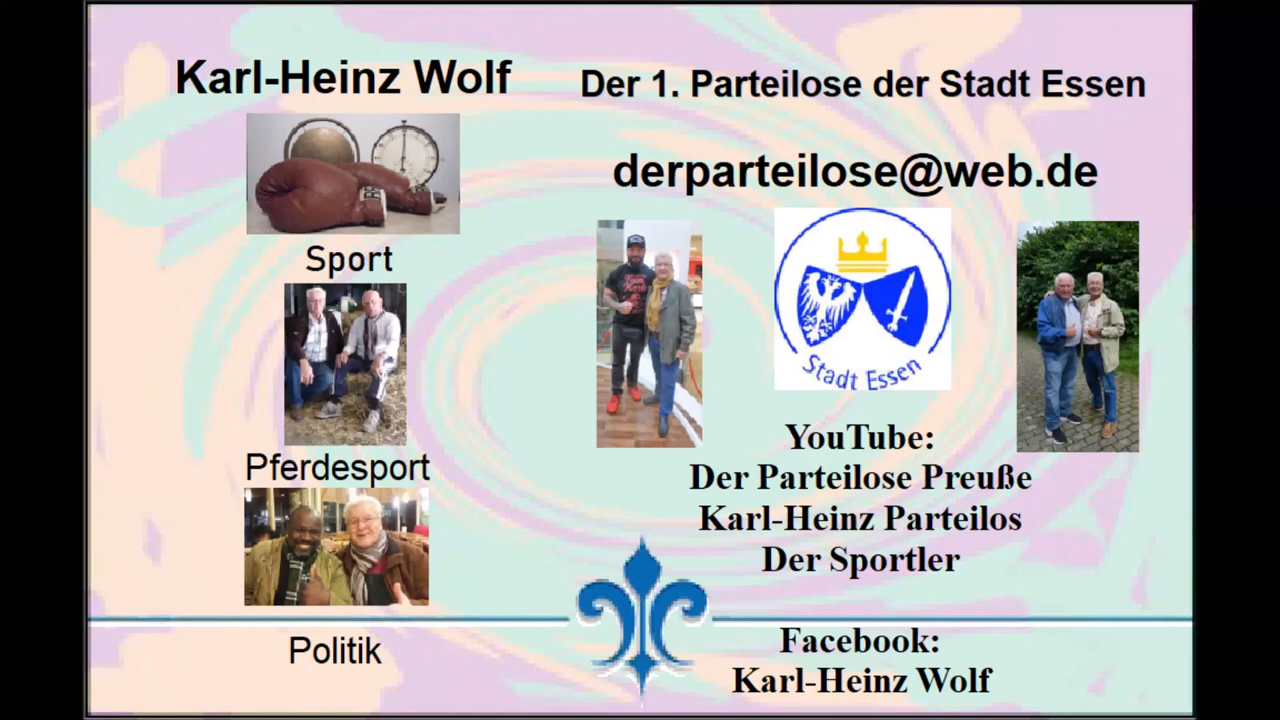 Karl-Heinz Wolf
Der 1. Parteilose der Stadt Essen
derparteilose@web.de
Sport
Pferdesport
Politik
Stadt Essen
YouTube:
Der Parteilose Preuße
Karl-Heinz Parteilos
Der Sportler
Facebook:
Karl-Heinz Wolf